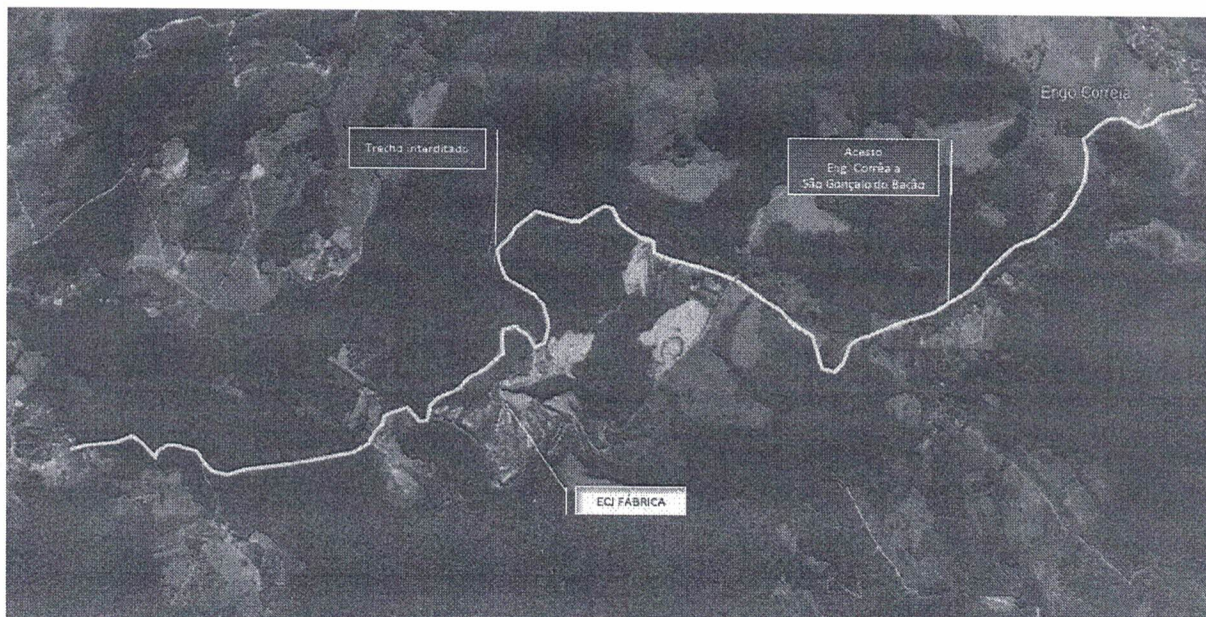 Engo Correia
Trecho interditado
Acesso
Eng. Corrêa a
São Gonçalo do Bação
ECJ FÁBRICA